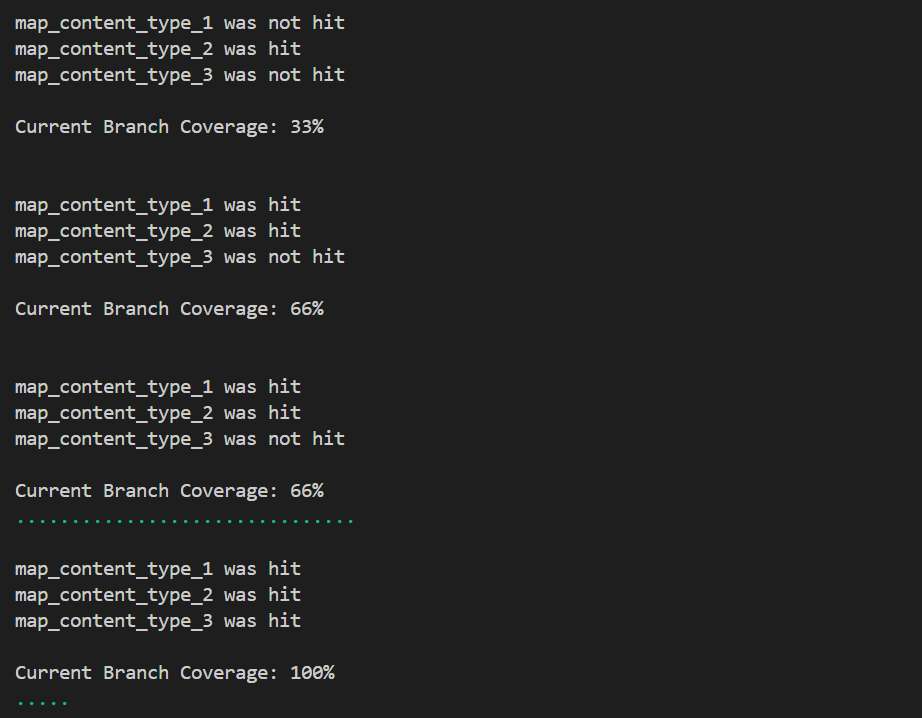 map_content_type_1 was not hit
map_content_type_2 was hit
map_content_type_3 was not hit
Current Branch Coverage: 33%
map_content_type_1 was hit
map_content_type_2 was hit
map_content_type_3 was not hit
Current Branch Coverage: 66%
map_content_type_1 was hit
map_content_type_2 was hit
map_content_type_3 was not hit
Current Branch Coverage: 66%
...............................
map_content_type_1 was hit
map_content_type_2 was hit
map_content_type_3 was hit
Current Branch Coverage: 100%
.....